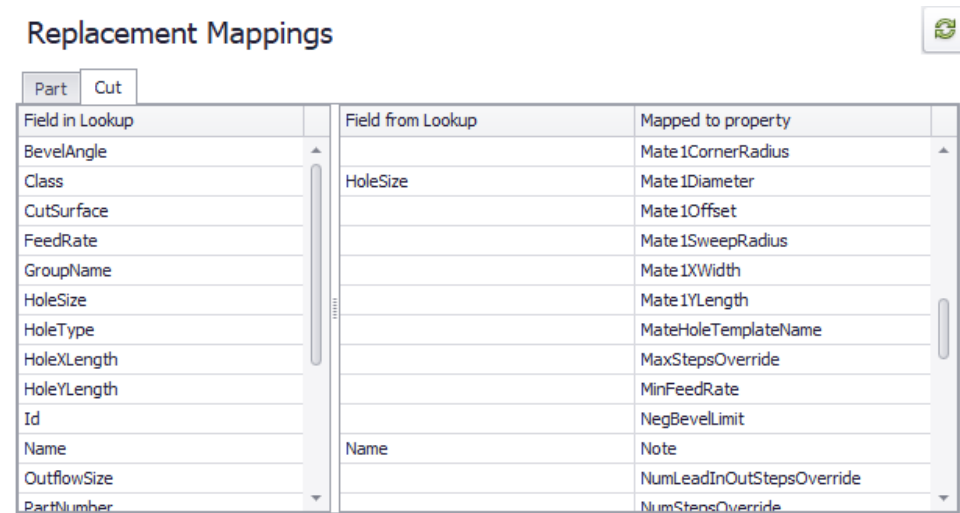 Replacement Mappings
Part Cut
Field in Lookup Field from Lookup Mapped to property
BevelAngle Mate1CornerRadius
Class HoleSize Mate1Diameter
CutSurface Mate1Offset
FeedRate Mate1SweepRadius
GroupName Mate1XWidth
HoleSize Mate1YLength
HoleType MateHoleTemplateName
HoleXLength MaxStepsOverride
HoleYLength MinFeedRate
Id NegBevelLimit
Name Name Note
OutflowSize NumLeadInOutStepsOverride
PartNumber NumStepsOverride